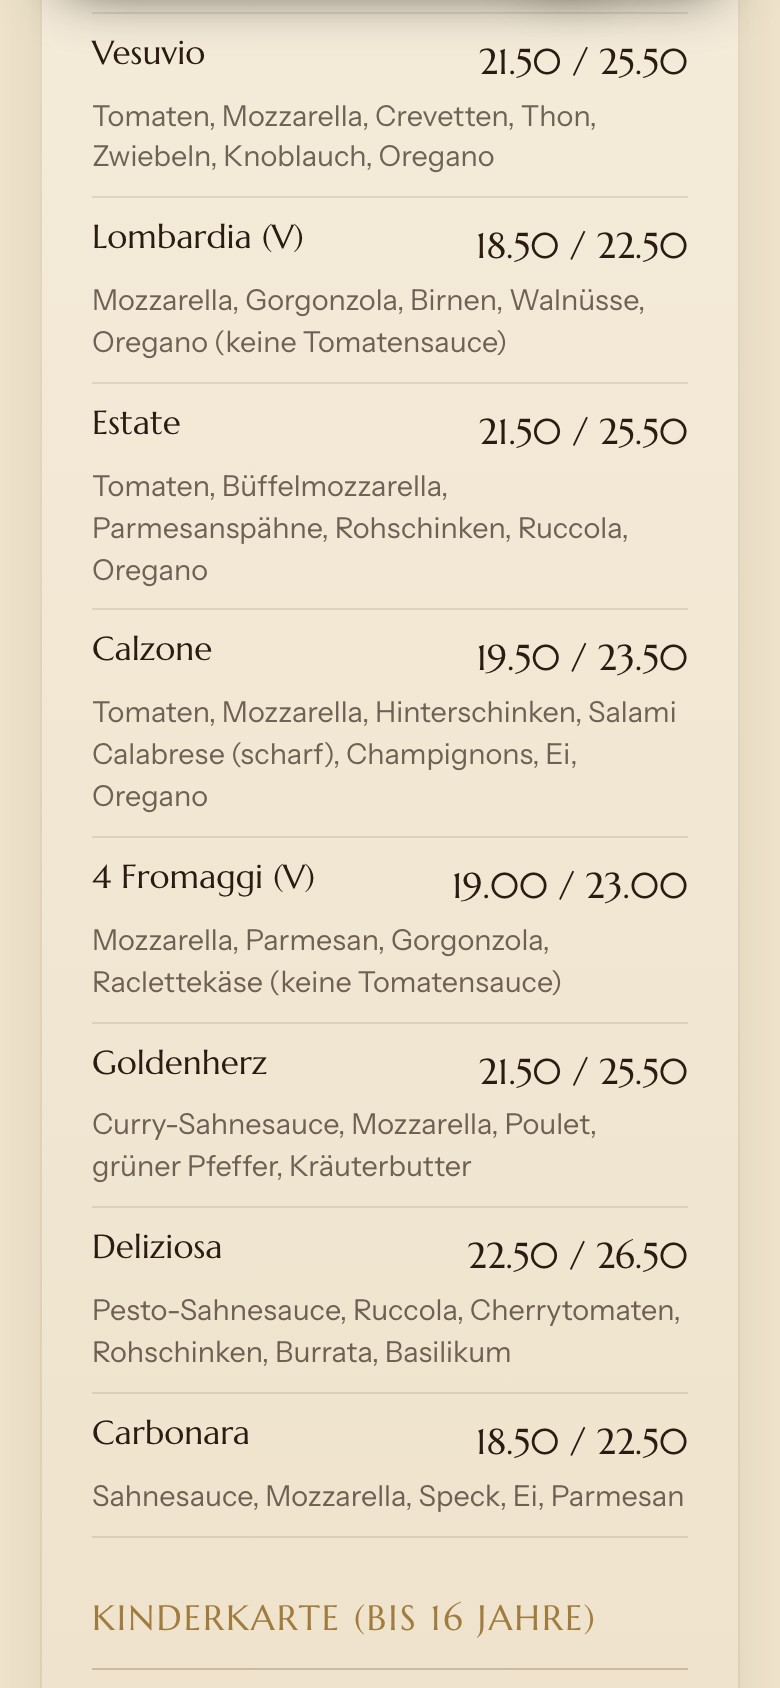 Vesuvio 21.50 / 25.50
Tomaten, Mozzarella, Crevetten, Thon,
Zwiebeln, Knoblauch, Oregano
Lombardia (V) 18.50 / 22.50
Mozzarella, Gorgonzola, Birnen, Walnüsse,
Oregano (keine Tomatensauce)
Estate 21.50 / 25.50
Tomaten, Büffelmozzarella,
Parmesanspähne, Rohschinken, Ruccola,
Oregano
Calzone 19.50 / 23.50
Tomaten, Mozzarella, Hinterschinken, Salami
Calabrese (scharf), Champignons, Ei,
Oregano
4 Fromaggi (V) 19.00 / 23.00
Mozzarella, Parmesan, Gorgonzola,
Raclettekäse (keine Tomatensauce)
Goldenherz 21.50 / 25.50
Curry-Sahnesauce, Mozzarella, Poulet,
grüner Pfeffer, Kräuterbutter
Deliziosa 22.50 / 26.50
Pesto-Sahnesauce, Ruccola, Cherrytomaten,
Rohschinken, Burrata, Basilikum
Carbonara 18.50 / 22.50
Sahnesauce, Mozzarella, Speck, Ei, Parmesan
KINDERKARTE (BIS 16 JAHRE)